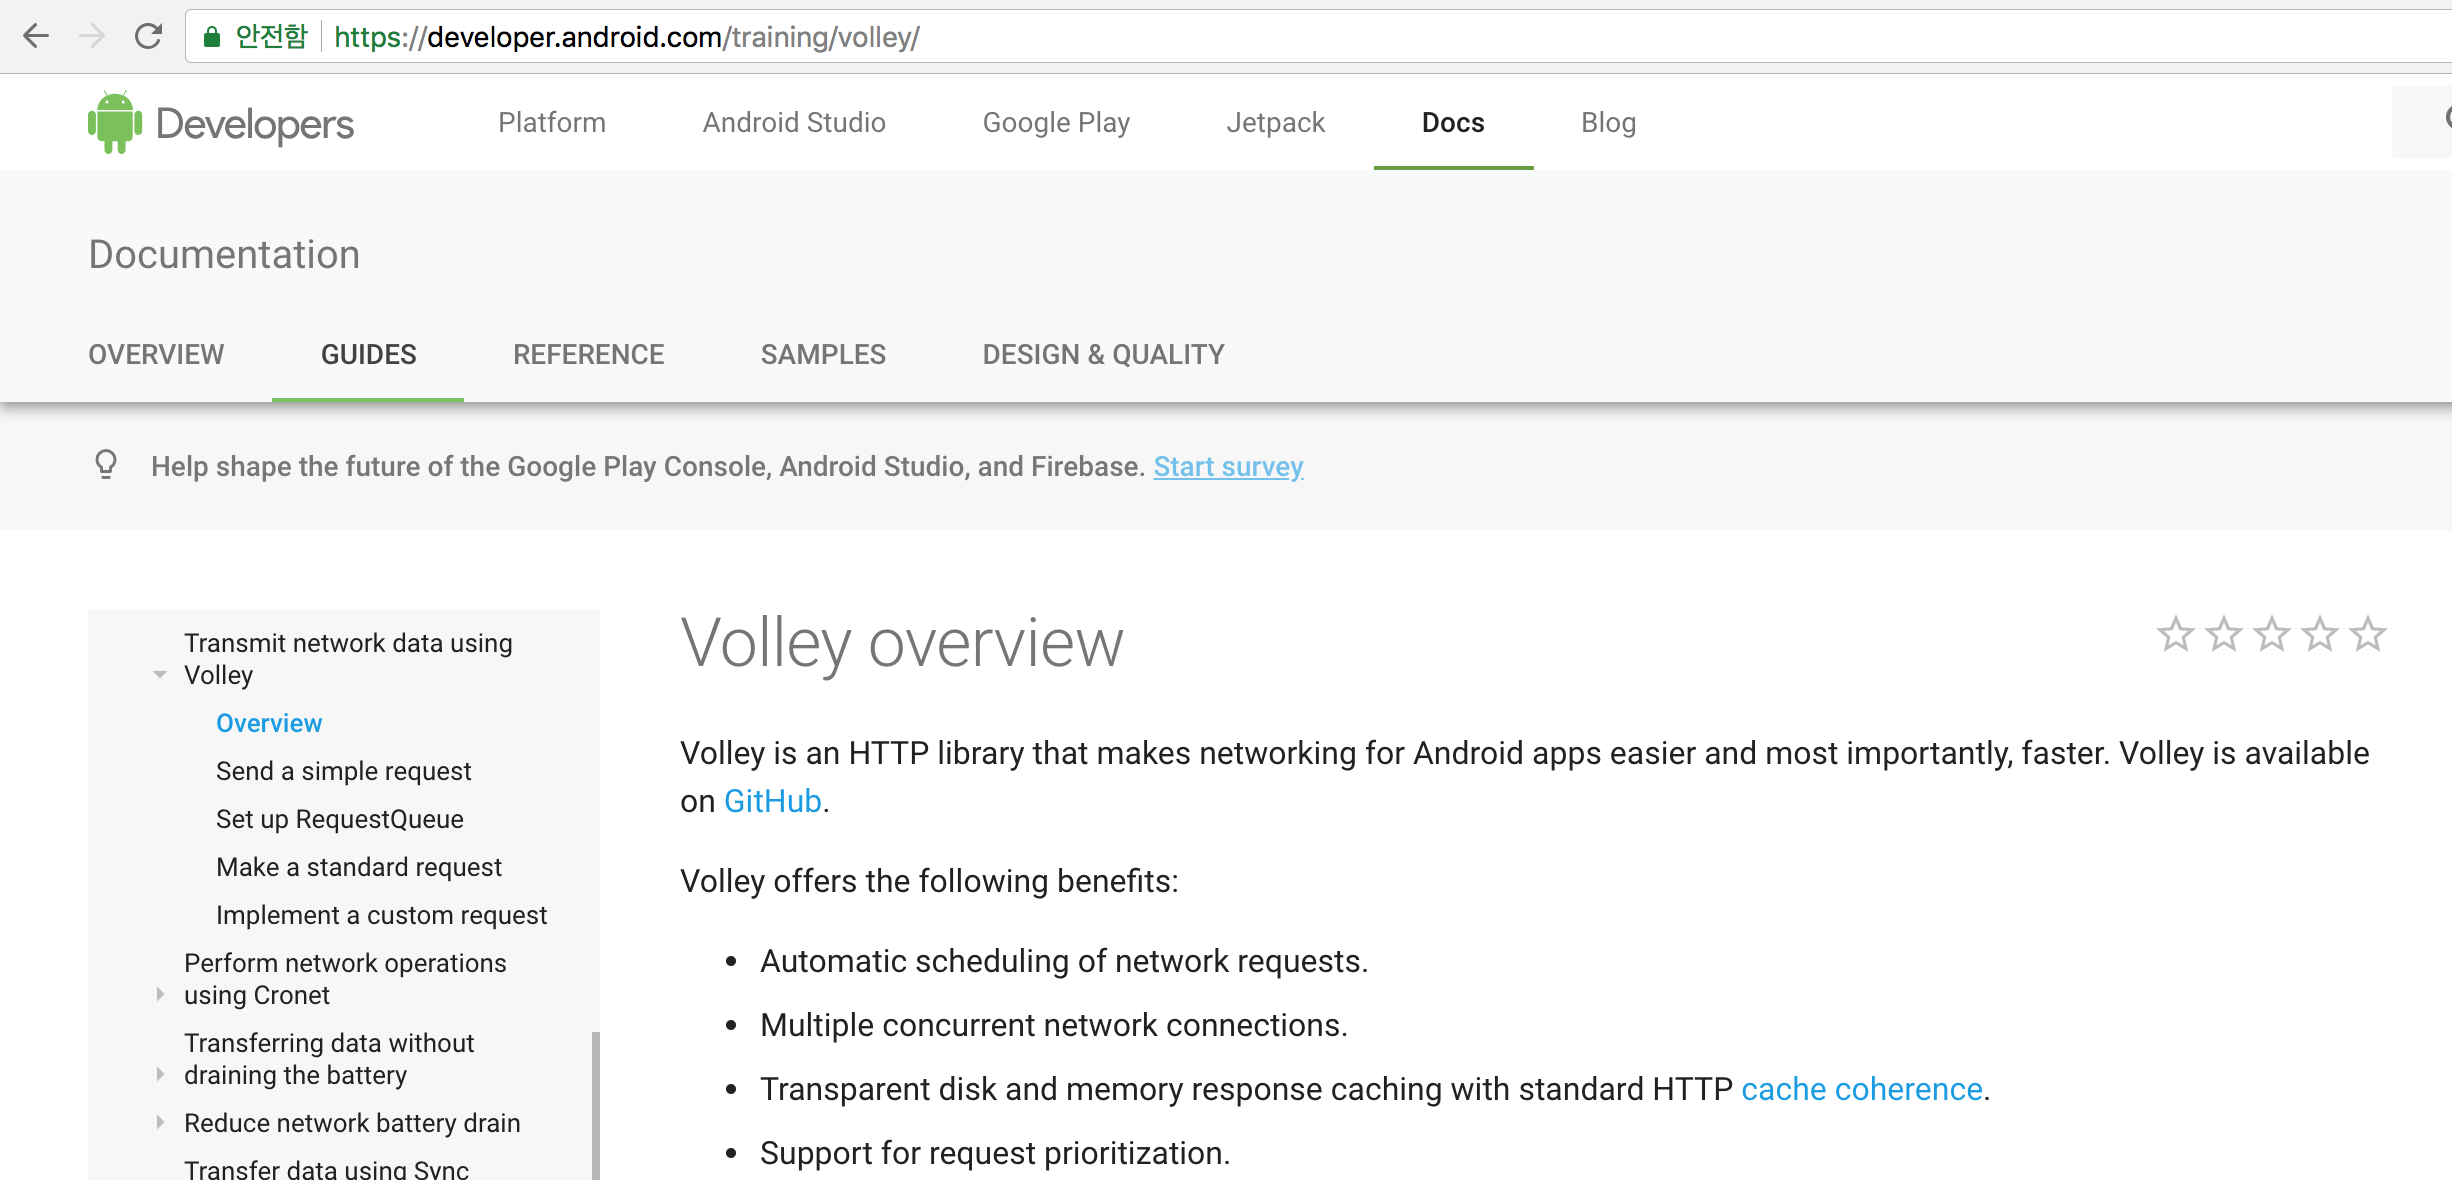 안전함 https://developer.android.com/training/volley/
Developers
Platform
Android Studio
Google Play
Jetpack
Docs
Blog
Documentation
OVERVIEW
GUIDES
REFERENCE
SAMPLES
DESIGN & QUALITY
Help shape the future of the Google Play Console, Android Studio, and Firebase. Start survey
Transmit network data using
Volley
Overview
Send a simple request
Set up RequestQueue
Make a standard request
Implement a custom request
Perform network operations
using Cronet
Transferring data without
draining the battery
Reduce network battery drain
Transfer data using Sync
Volley overview
Volley is an HTTP library that makes networking for Android apps easier and most importantly, faster. Volley is available
on GitHub.
Volley offers the following benefits:
• Automatic scheduling of network requests.
• Multiple concurrent network connections.
• Transparent disk and memory response caching with standard HTTP cache coherence.
• Support for request prioritization.